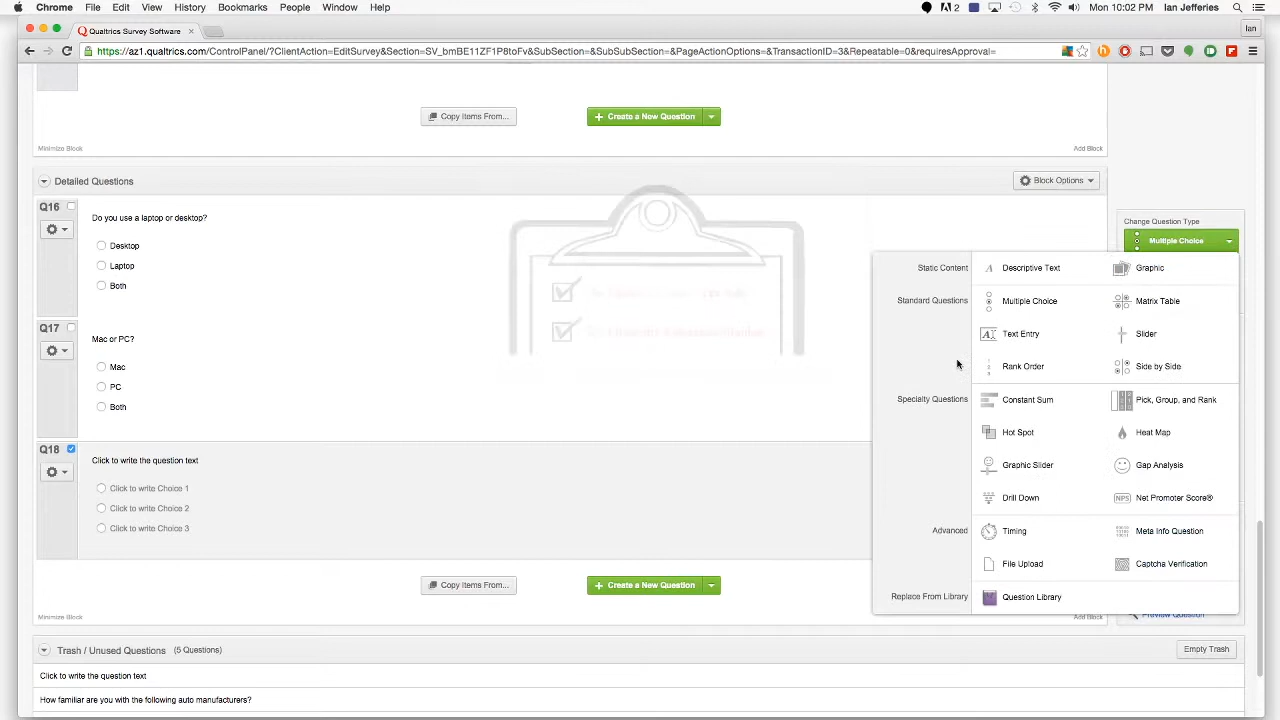 Chrome File Edit View History Bookmarks People Window Help
2 Mon 10:02 PM Ian Jefferies
Qualtrics Survey Software
Ian
https://az1.qualtrics.com/ControlPanel/?ClientAction=EditSurvey&Section=SV_bmBE11ZF1P8toFv&SubSection=&SubSubSection=&PageActionOptions=&TransactionID=3&Repeatable=0&requiresApproval=
Copy Items From...
+ Create a New Question
Minimize Block
Add Block
Detailed Questions
Block Options
Q16
Do you use a laptop or desktop?
Desktop
Laptop
Both
Q17
Mac or PC?
Mac
PC
Both
Q18
Click to write the question text
Click to write Choice 1
Click to write Choice 2
Click to write Choice 3
Change Question Type
Multiple Choice
Static Content
Descriptive Text
Graphic
Standard Questions
Multiple Choice
Matrix Table
Text Entry
Slider
Rank Order
Side by Side
Specialty Questions
Constant Sum
Pick, Group, and Rank
Hot Spot
Heat Map
Graphic Slider
Gap Analysis
Drill Down
NPS Net Promoter Score®
Advanced
Timing
Meta Info Question
File Upload
Captcha Verification
Replace From Library
Question Library
Preview Question
Copy Items From...
+ Create a New Question
Minimize Block
Add Block
Trash / Unused Questions (5 Questions)
Empty Trash
Click to write the question text
How familiar are you with the following auto manufacturers?